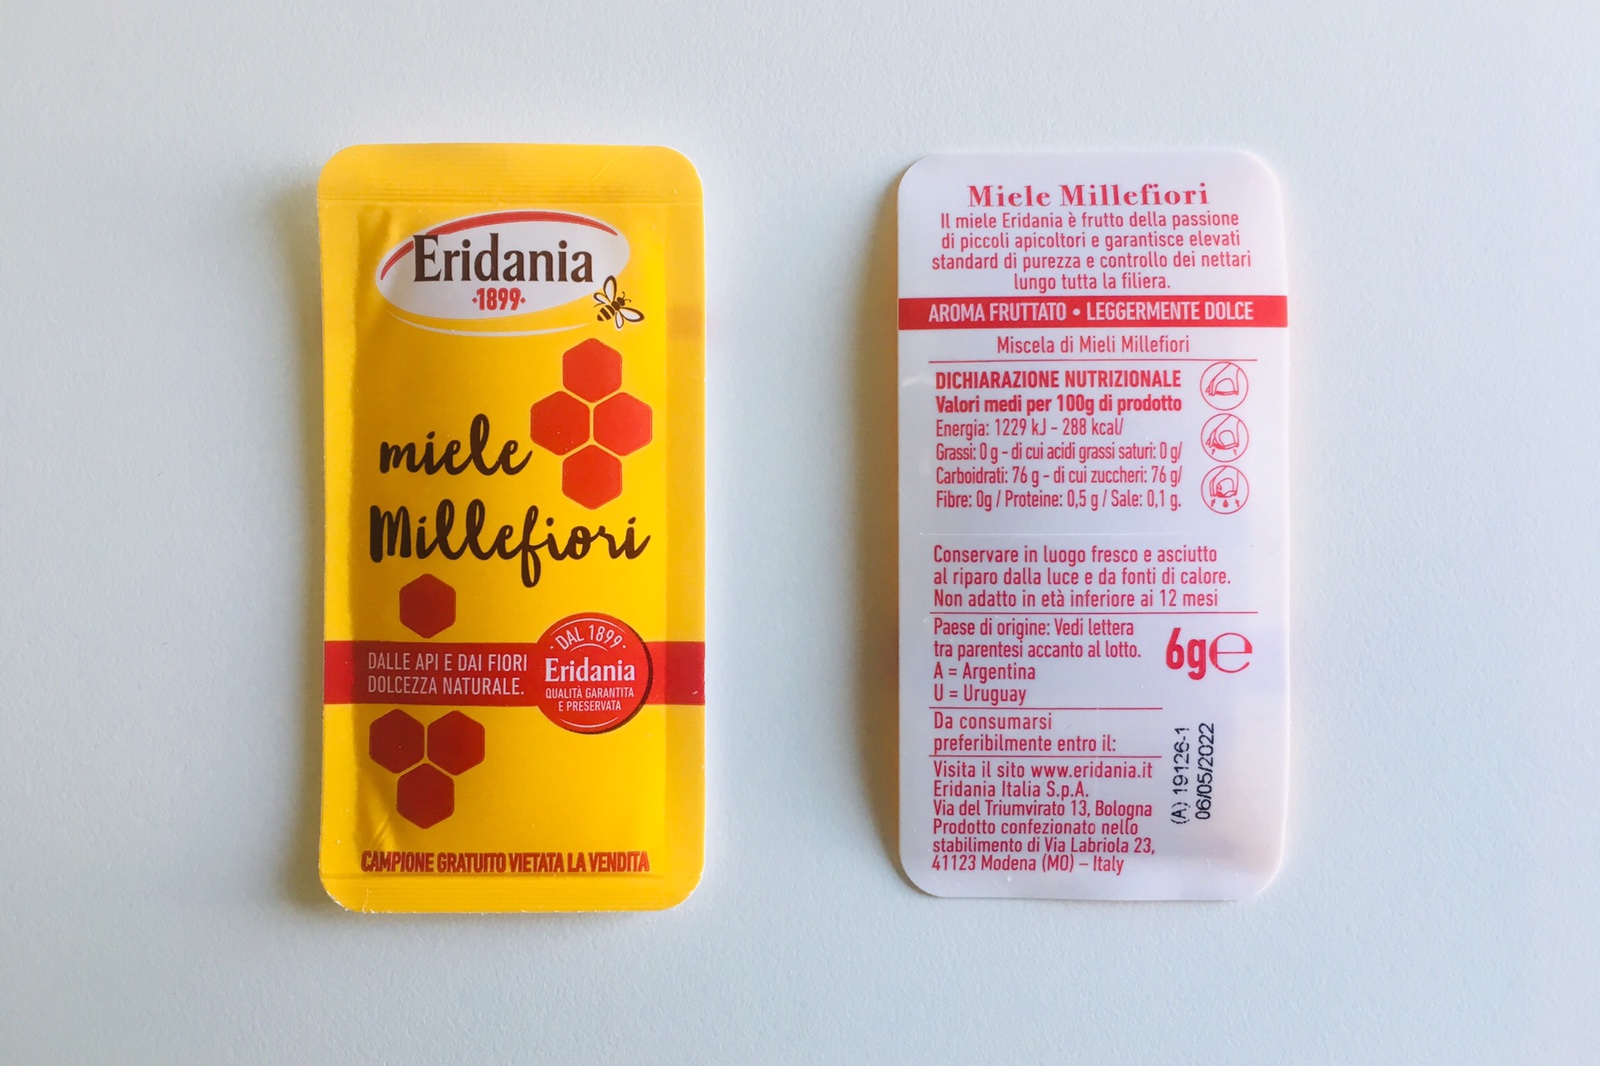 Eridania
·1899·
miele
Millefiori
DALLE API E DAI FIORI
DOLCEZZA NATURALE.
· DAL 1899 ·
Eridania
QUALITÀ GARANTITA
E PRESERVATA
CAMPIONE GRATUITO VIETATA LA VENDITA
Miele Millefiori
Il miele Eridania è frutto della passione
di piccoli apicoltori e garantisce elevati
standard di purezza e controllo dei nettari
lungo tutta la filiera.
AROMA FRUTTATO • LEGGERMENTE DOLCE
Miscela di Mieli Millefiori
DICHIARAZIONE NUTRIZIONALE
Valori medi per 100g di prodotto
Energia: 1229 kJ - 288 kcal/
Grassi: 0 g - di cui acidi grassi saturi: 0 g/
Carboidrati: 76 g - di cui zuccheri: 76 g/
Fibre: 0g / Proteine: 0,5 g / Sale: 0,1 g.
Conservare in luogo fresco e asciutto
al riparo dalla luce e da fonti di calore.
Non adatto in età inferiore ai 12 mesi
Paese di origine: Vedi lettera
tra parentesi accanto al lotto.
A = Argentina
U = Uruguay
6g℮
Da consumarsi
preferibilmente entro il:
(A) 19126-1
06/05/2022
Visita il sito www.eridania.it
Eridania Italia S.p.A.
Via del Triumvirato 13, Bologna
Prodotto confezionato nello
stabilimento di Via Labriola 23,
41123 Modena (MO) – Italy